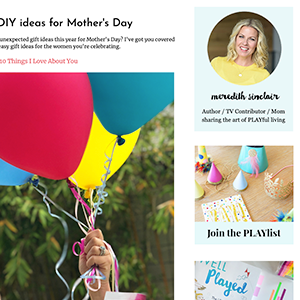 DIY ideas for Mother's Day
unexpected gift ideas this year for Mother's Day? I've got you covered
easy gift ideas for the women you're celebrating.
10 Things I Love About You
meredith sinclair
Author / TV Contributor / Mom
sharing the art of PLAYful living
Join the PLAYlist
WELL
Played